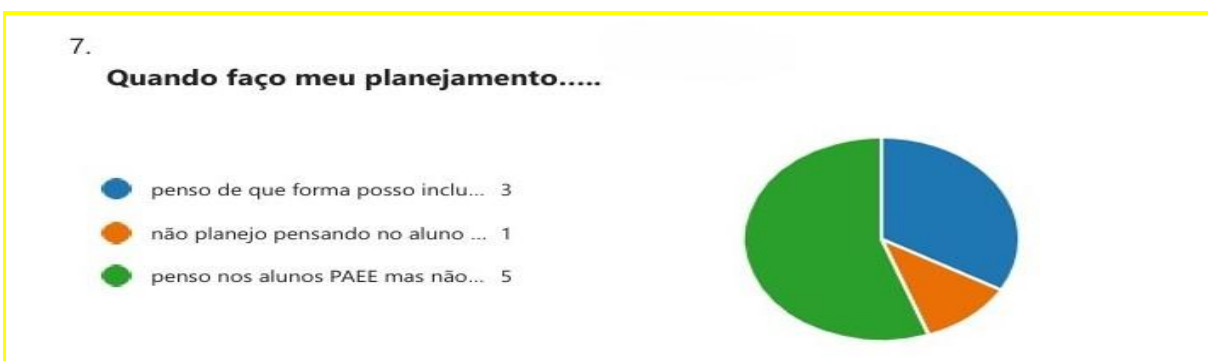 7.
Quando faço meu planejamento.....
penso de que forma posso inclu... 3
não planejo pensando no aluno ... 1
penso nos alunos PAEE mas não... 5